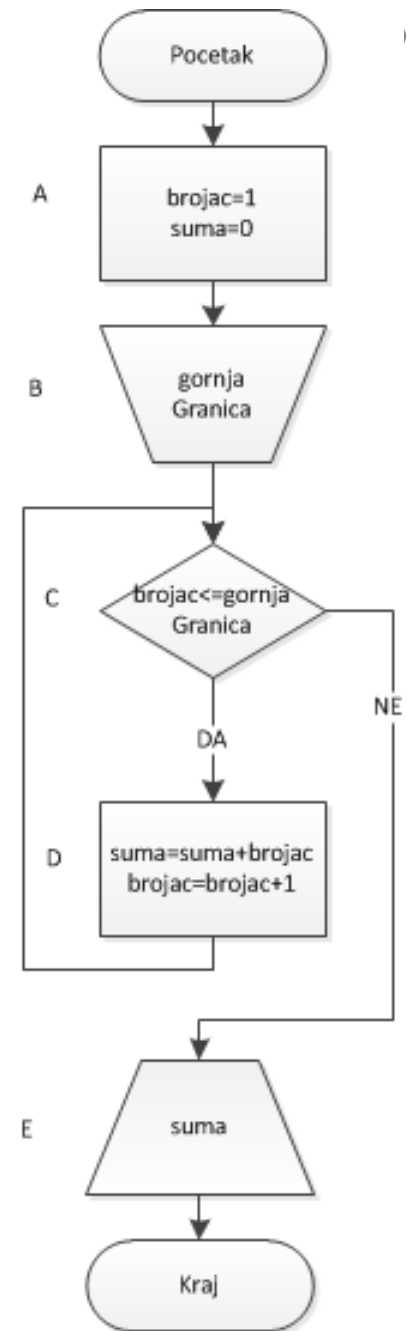 Pocetak
A
brojac=1
suma=0
B
gornja
Granica
C
brojac<=gornja
Granica
NE
DA
D
suma=suma+brojac
brojac=brojac+1
E
suma
Kraj